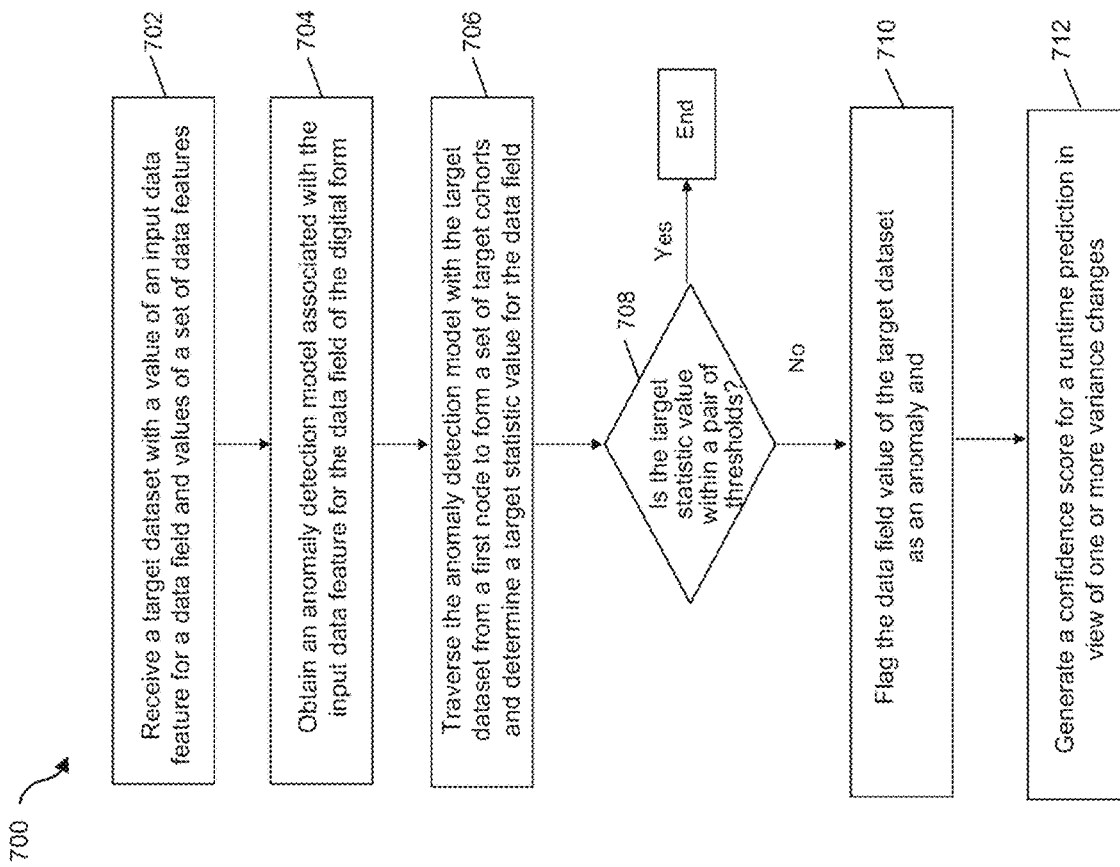 700
702
Receive a target dataset with a value of an input data
feature for a data field and values of a set of data features
704
Obtain an anomaly detection model associated with the
input data feature for the data field of the digital form
706
Traverse the anomaly detection model with the target
dataset from a first node to form a set of target cohorts
and determine a target statistic value for the data field
708
Is the target
statistic value
within a pair of
thresholds?
Yes
End
No
710
Flag the data field value of the target dataset
as an anomaly and
712
Generate a confidence score for a runtime prediction in
view of one or more variance changes